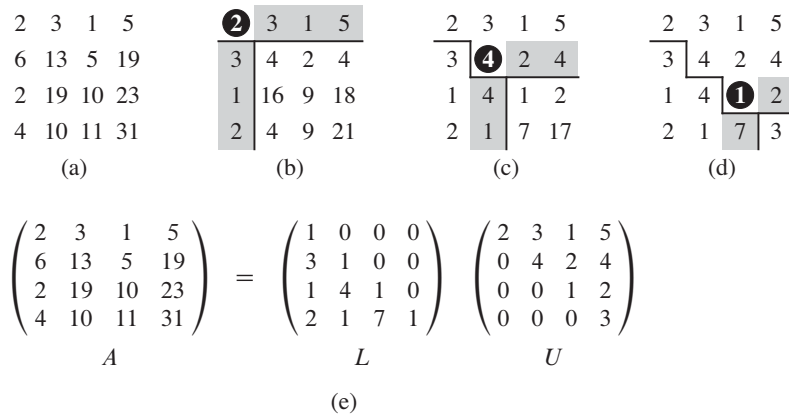 2 3 1 5
6 13 5 19
2 19 10 23
4 10 11 31
(a)
2 3 1 5
3 4 2 4
1 16 9 18
2 4 9 21
(b)
2 3 1 5
3 4 2 4
1 4 1 2
2 1 7 17
(c)
2 3 1 5
3 4 2 4
1 4 1 2
2 1 7 3
(d)
2 3 1 5
6 13 5 19
2 19 10 23
4 10 11 31
A
=
1 0 0 0
3 1 0 0
1 4 1 0
2 1 7 1
L
2 3 1 5
0 4 2 4
0 0 1 2
0 0 0 3
U
(e)